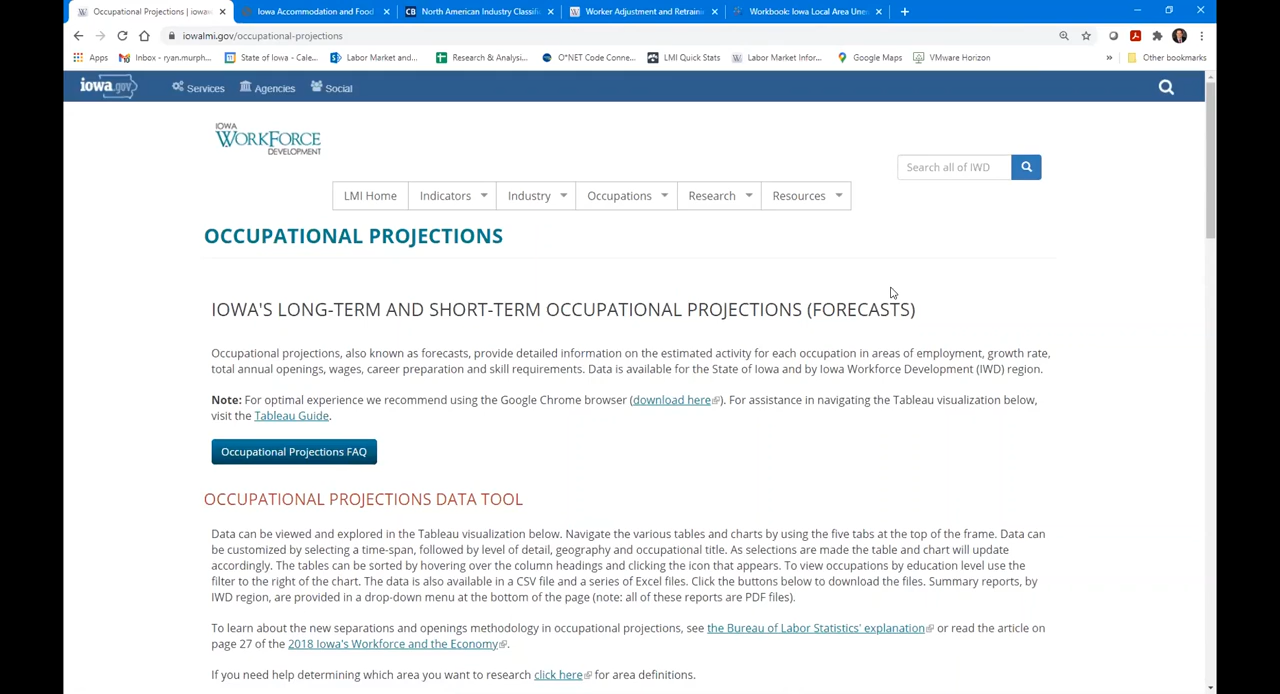 Occupational Projections | iowa
Iowa Accommodation and Food
North American Industry Classifi
Worker Adjustment and Retrain
Workbook: Iowa Local Area Une
iowalmi.gov/occupational-projections
Apps
Inbox - ryan.murph...
State of Iowa - Cale...
Labor Market and...
Research & Analysi...
O*NET Code Conne...
LMI Quick Stats
Labor Market Infor...
Google Maps
VMware Horizon
»
Other bookmarks
iowa.gov
Services
Agencies
Social
IOWA
WORKFORCE
DEVELOPMENT
Search all of IWD
LMI Home
Indicators
Industry
Occupations
Research
Resources
OCCUPATIONAL PROJECTIONS
IOWA'S LONG-TERM AND SHORT-TERM OCCUPATIONAL PROJECTIONS (FORECASTS)
Occupational projections, also known as forecasts, provide detailed information on the estimated activity for each occupation in areas of employment, growth rate,
total annual openings, wages, career preparation and skill requirements. Data is available for the State of Iowa and by Iowa Workforce Development (IWD) region.
Note: For optimal experience we recommend using the Google Chrome browser (download here). For assistance in navigating the Tableau visualization below,
visit the Tableau Guide.
Occupational Projections FAQ
OCCUPATIONAL PROJECTIONS DATA TOOL
Data can be viewed and explored in the Tableau visualization below. Navigate the various tables and charts by using the five tabs at the top of the frame. Data can
be customized by selecting a time-span, followed by level of detail, geography and occupational title. As selections are made the table and chart will update
accordingly. The tables can be sorted by hovering over the column headings and clicking the icon that appears. To view occupations by education level use the
filter to the right of the chart. The data is also available in a CSV file and a series of Excel files. Click the buttons below to download the files. Summary reports, by
IWD region, are provided in a drop-down menu at the bottom of the page (note: all of these reports are PDF files).
To learn about the new separations and openings methodology in occupational projections, see the Bureau of Labor Statistics' explanation or read the article on
page 27 of the 2018 Iowa's Workforce and the Economy.
If you need help determining which area you want to research click here for area definitions.